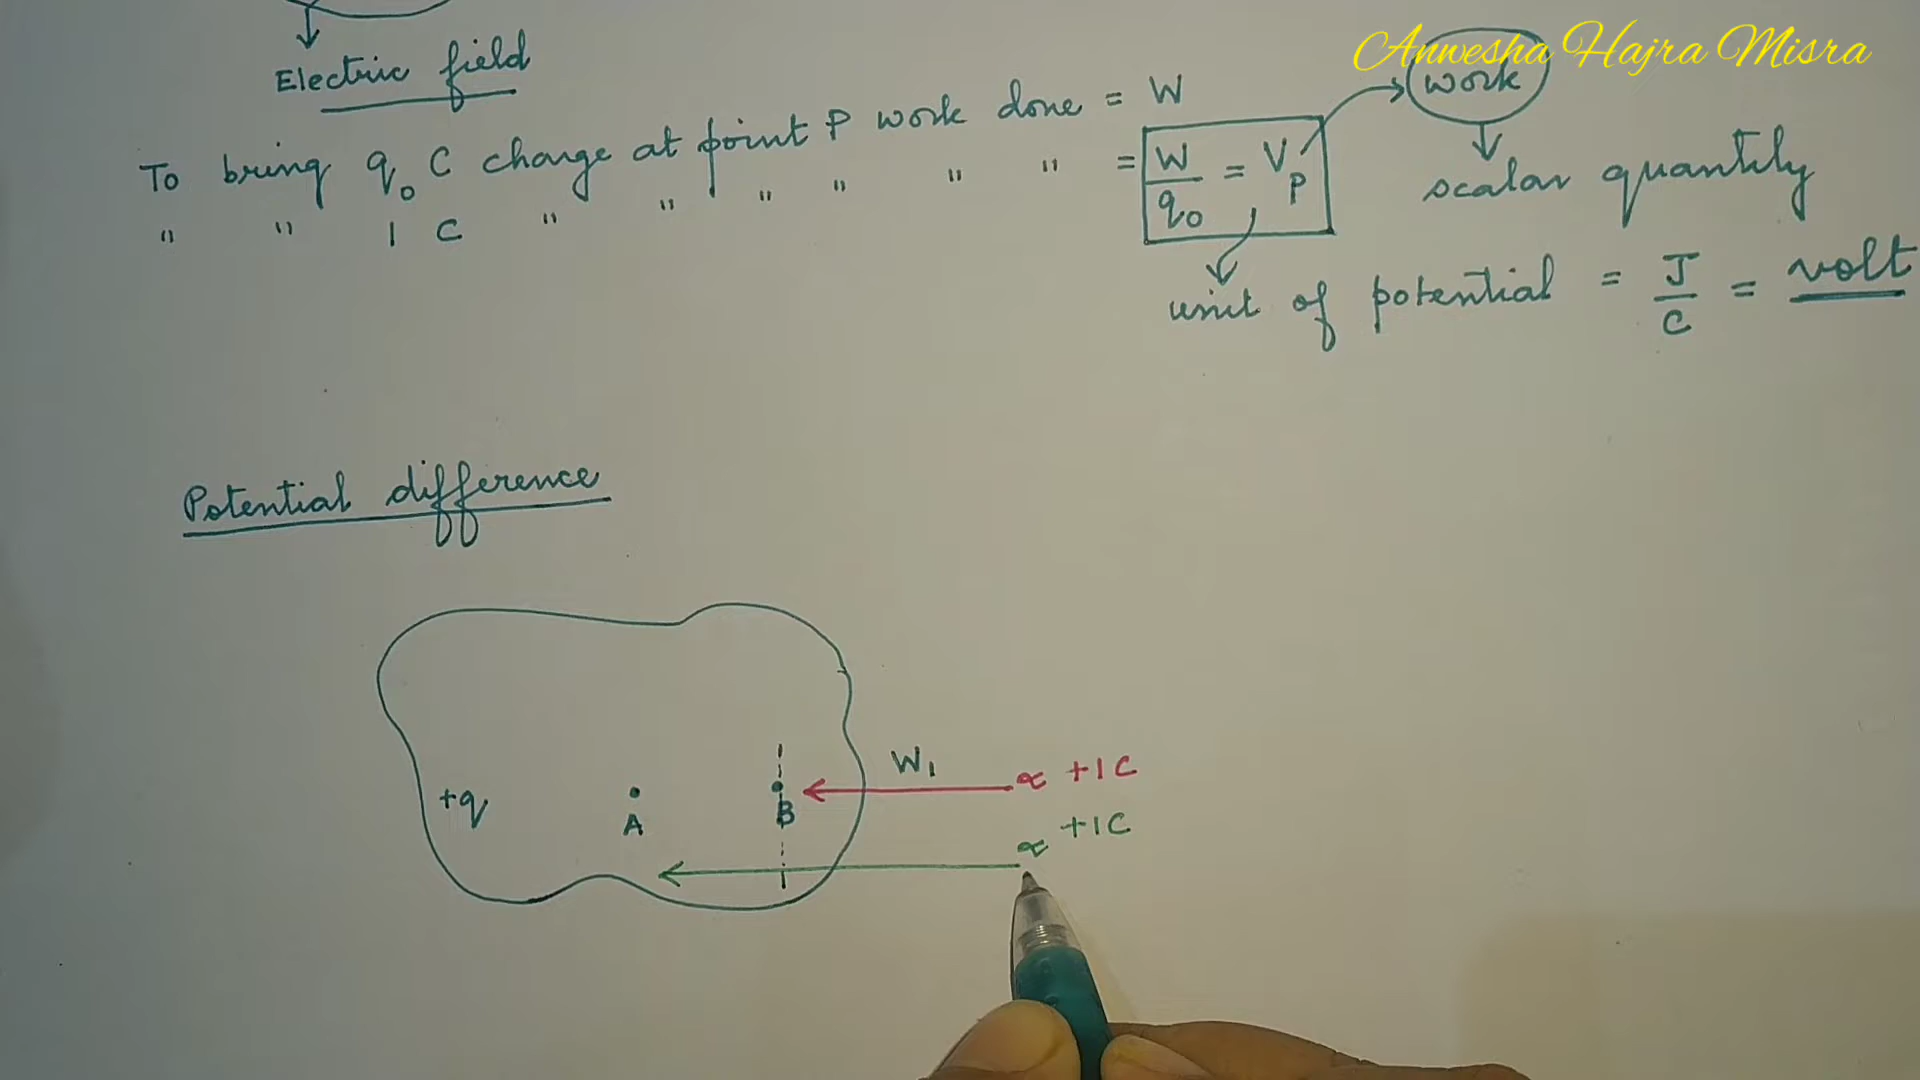 Anwesha Hajra Misra
Electric field
work
To bring q₀ C charge at point P work done = W
" " 1 C " " " " " " = W/q₀ = V_P
scalar quantity
unit of potential = J/C = volt
Potential difference
W₁ ∝ +1C
+q A B
∝ +1C